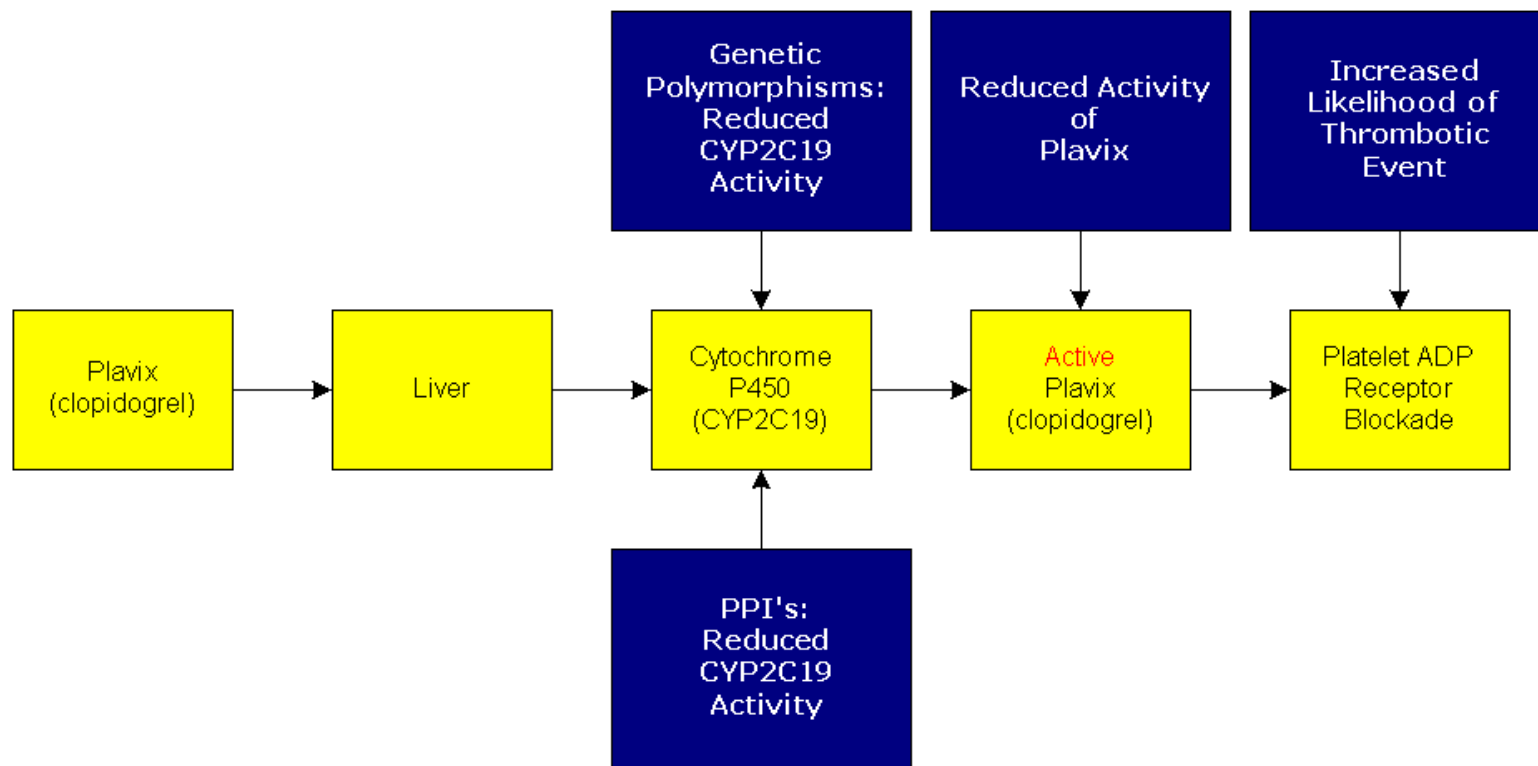 Genetic
Polymorphisms:
Reduced
CYP2C19
Activity
Reduced Activity
of
Plavix
Increased
Likelihood of
Thrombotic
Event
Plavix
(clopidogrel)
Liver
Cytochrome
P450
(CYP2C19)
Active
Plavix
(clopidogrel)
Platelet ADP
Receptor
Blockade
PPI's:
Reduced
CYP2C19
Activity